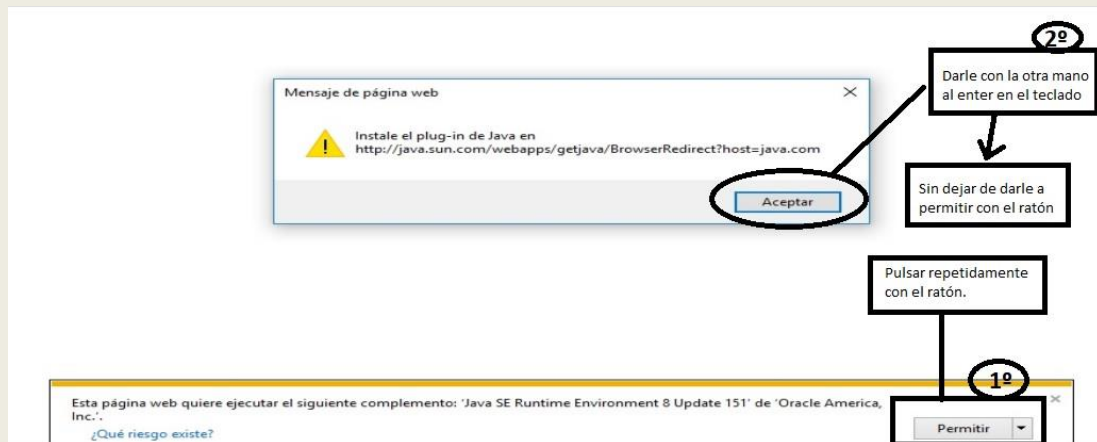 2º
Darle con la otra mano
al enter en el teclado
Mensaje de página web
Instale el plug-in de Java en
http://java.sun.com/webapps/getjava/BrowserRedirect?host=java.com
Aceptar
Sin dejar de darle a
permitir con el ratón
Pulsar repetidamente
con el ratón.
1º
Esta página web quiere ejecutar el siguiente complemento: 'Java SE Runtime Environment 8 Update 151' de 'Oracle America,
Inc.'.
¿Qué riesgo existe?
Permitir